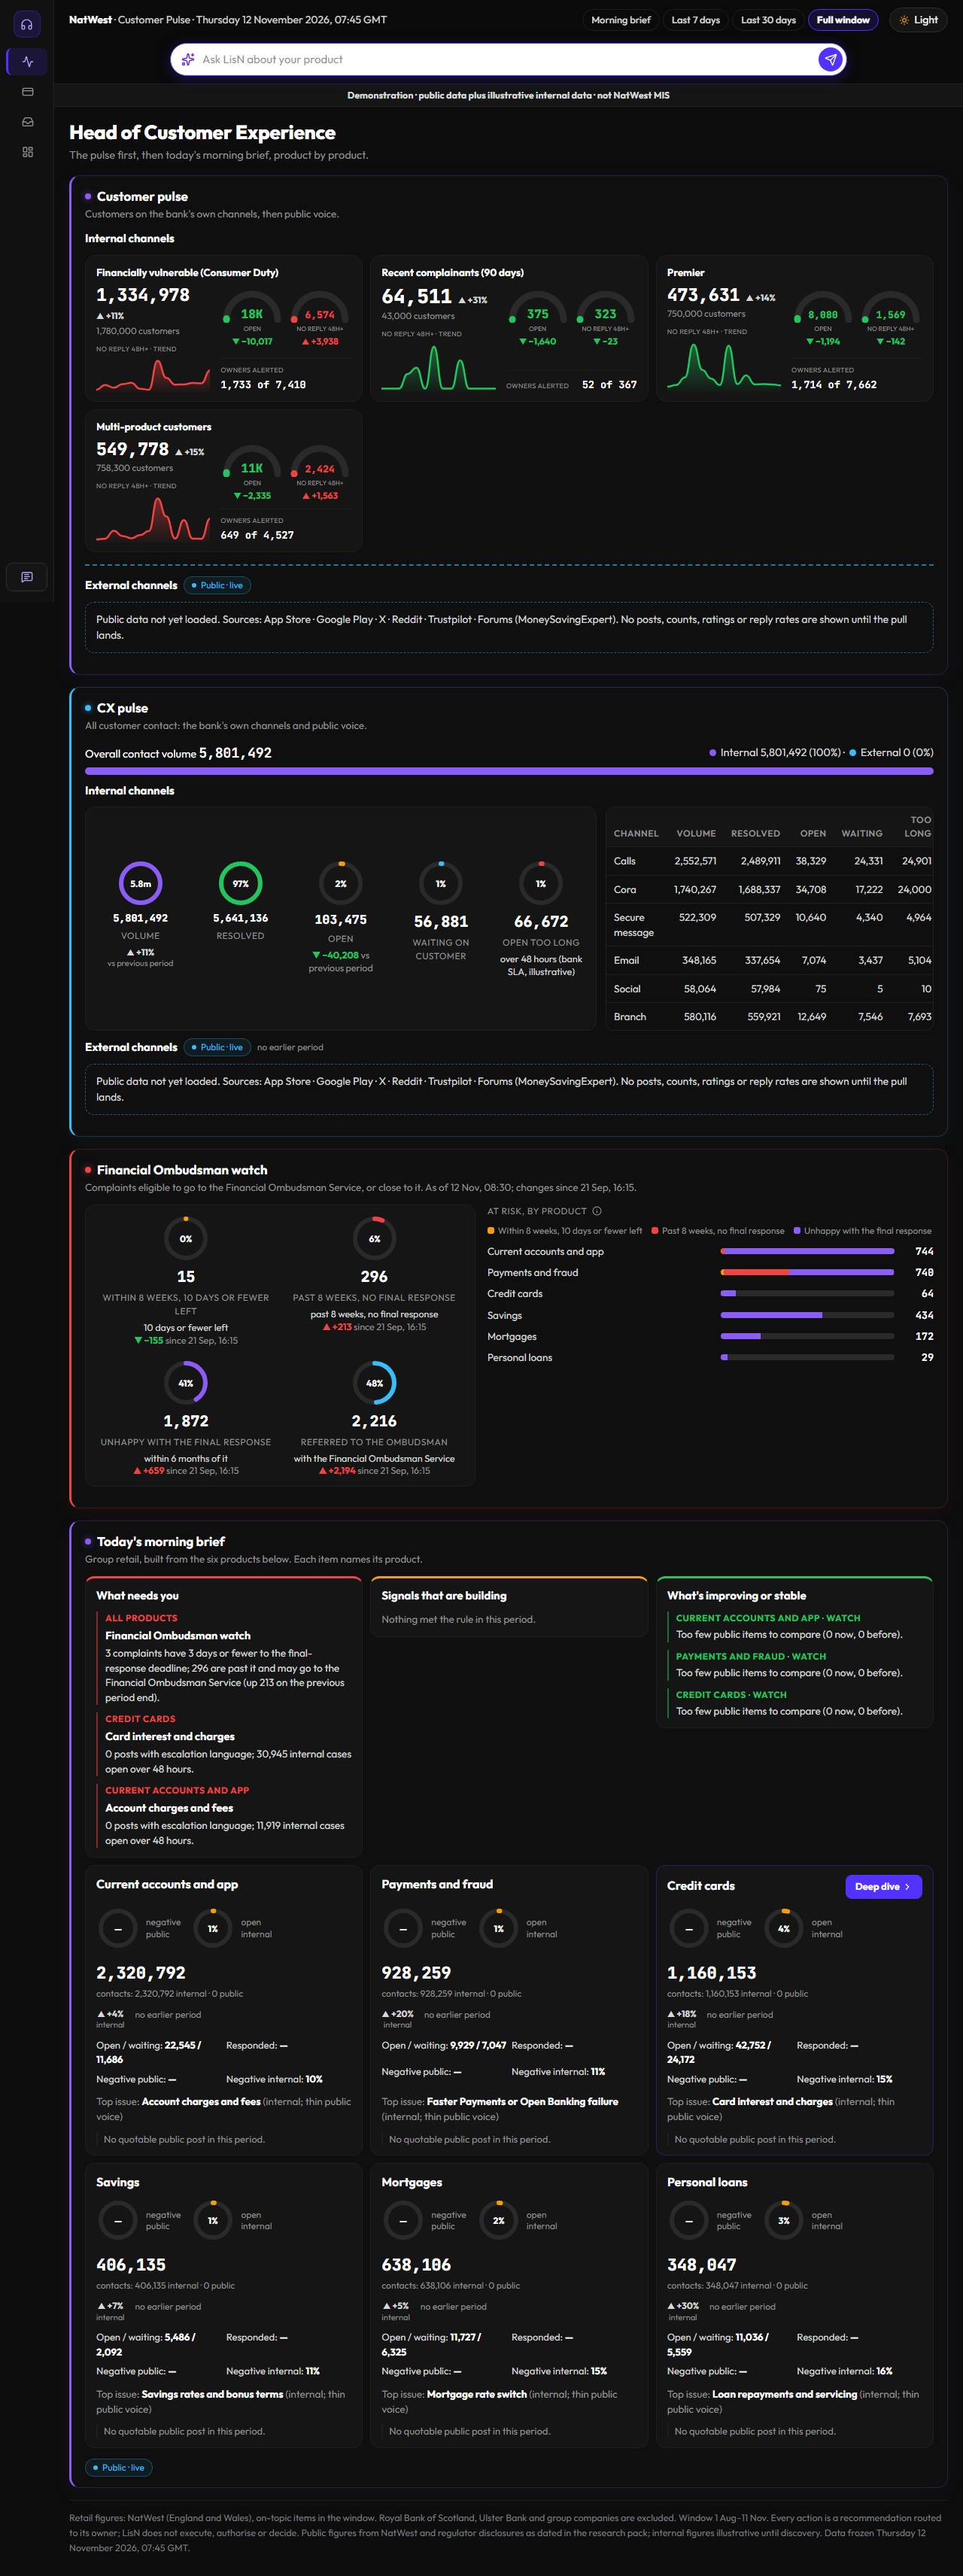 NatWest · Customer Pulse · Thursday 12 November 2026, 07:45 GMT
Morning brief
Last 7 days
Last 30 days
Full window
Light
Ask LisN about your product
Demonstration · public data plus illustrative internal data · not NatWest MIS
Head of Customer Experience
The pulse first, then today's morning brief, product by product.
Customer pulse
Customers on the bank's own channels, then public voice.
Internal channels
Financially vulnerable (Consumer Duty)
1,334,978
▲ +11%
1,780,000 customers
NO REPLY 48H+ · TREND
18K
OPEN
▼ −10,017
6,574
NO REPLY 48H+
▲ +3,938
OWNERS ALERTED
1,733 of 7,410
Recent complainants (90 days)
64,511 ▲ +31%
43,000 customers
NO REPLY 48H+ · TREND
375
OPEN
▼ −1,640
323
NO REPLY 48H+
▼ −23
OWNERS ALERTED 52 of 367
Premier
473,631 ▲ +14%
750,000 customers
NO REPLY 48H+ · TREND
8,080
OPEN
▼ −1,194
1,569
NO REPLY 48H+
▼ −142
OWNERS ALERTED
1,714 of 7,662
Multi-product customers
549,778 ▲ +15%
758,300 customers
NO REPLY 48H+ · TREND
11K
OPEN
▼ −2,335
2,424
NO REPLY 48H+
▲ +1,563
OWNERS ALERTED
649 of 4,527
External channels
Public · live
Public data not yet loaded. Sources: App Store · Google Play · X · Reddit · Trustpilot · Forums (MoneySavingExpert). No posts, counts, ratings or reply rates are shown until the pull
lands.
CX pulse
All customer contact: the bank's own channels and public voice.
Overall contact volume 5,801,492
Internal 5,801,492 (100%) · External 0 (0%)
Internal channels
5.8m
5,801,492
VOLUME
▲ +11%
vs previous period
97%
5,641,136
RESOLVED
2%
103,475
OPEN
▼ −40,208 vs
previous period
1%
56,881
WAITING ON
CUSTOMER
1%
66,672
OPEN TOO LONG
over 48 hours (bank
SLA, illustrative)
CHANNEL VOLUME RESOLVED OPEN WAITING TOO
LONG
Calls 2,552,571 2,489,911 38,329 24,331 24,901
Cora 1,740,267 1,688,337 34,708 17,222 24,000
Secure
message 522,309 507,329 10,640 4,340 4,964
Email 348,165 337,654 7,074 3,437 5,104
Social 58,064 57,984 75 5 10
Branch 580,116 559,921 12,649 7,546 7,693
External channels
Public · live
no earlier period
Public data not yet loaded. Sources: App Store · Google Play · X · Reddit · Trustpilot · Forums (MoneySavingExpert). No posts, counts, ratings or reply rates are shown until the pull
lands.
Financial Ombudsman watch
Complaints eligible to go to the Financial Ombudsman Service, or close to it. As of 12 Nov, 08:30; changes since 21 Sep, 16:15.
0%
15
WITHIN 8 WEEKS, 10 DAYS OR FEWER
LEFT
10 days or fewer left
▼ −155 since 21 Sep, 16:15
6%
296
PAST 8 WEEKS, NO FINAL RESPONSE
past 8 weeks, no final response
▲ +213 since 21 Sep, 16:15
41%
1,872
UNHAPPY WITH THE FINAL RESPONSE
within 6 months of it
▲ +659 since 21 Sep, 16:15
48%
2,216
REFERRED TO THE OMBUDSMAN
with the Financial Ombudsman Service
▲ +2,194 since 21 Sep, 16:15
AT RISK, BY PRODUCT
Within 8 weeks, 10 days or fewer left Past 8 weeks, no final response Unhappy with the final response
Current accounts and app 744
Payments and fraud 740
Credit cards 64
Savings 434
Mortgages 172
Personal loans 29
Today's morning brief
Group retail, built from the six products below. Each item names its product.
What needs you
ALL PRODUCTS
Financial Ombudsman watch
3 complaints have 3 days or fewer to the final-
response deadline; 296 are past it and may go to the
Financial Ombudsman Service (up 213 on the previous
period end).
CREDIT CARDS
Card interest and charges
0 posts with escalation language; 30,945 internal cases
open over 48 hours.
CURRENT ACCOUNTS AND APP
Account charges and fees
0 posts with escalation language; 11,919 internal cases
open over 48 hours.
Signals that are building
Nothing met the rule in this period.
What's improving or stable
CURRENT ACCOUNTS AND APP · WATCH
Too few public items to compare (0 now, 0 before).
PAYMENTS AND FRAUD · WATCH
Too few public items to compare (0 now, 0 before).
CREDIT CARDS · WATCH
Too few public items to compare (0 now, 0 before).
Current accounts and app
–
negative
public
1%
open
internal
2,320,792
contacts: 2,320,792 internal · 0 public
▲ +4% no earlier period
internal
Open / waiting: 22,545 / Responded: –
11,686
Negative public: – Negative internal: 10%
Top issue: Account charges and fees (internal; thin public
voice)
No quotable public post in this period.
Payments and fraud
–
negative
public
1%
open
internal
928,259
contacts: 928,259 internal · 0 public
▲ +20% no earlier period
internal
Open / waiting: 9,929 / 7,047 Responded: –
Negative public: – Negative internal: 11%
Top issue: Faster Payments or Open Banking failure
(internal; thin public voice)
No quotable public post in this period.
Credit cards
Deep dive
–
negative
public
4%
open
internal
1,160,153
contacts: 1,160,153 internal · 0 public
▲ +18% no earlier period
internal
Open / waiting: 42,752 / Responded: –
24,172
Negative public: – Negative internal: 15%
Top issue: Card interest and charges (internal; thin
public voice)
No quotable public post in this period.
Savings
–
negative
public
1%
open
internal
406,135
contacts: 406,135 internal · 0 public
▲ +7% no earlier period
internal
Open / waiting: 5,486 / Responded: –
2,092
Negative public: – Negative internal: 11%
Top issue: Savings rates and bonus terms (internal; thin
public voice)
No quotable public post in this period.
Mortgages
–
negative
public
2%
open
internal
638,106
contacts: 638,106 internal · 0 public
▲ +5% no earlier period
internal
Open / waiting: 11,727 / Responded: –
6,325
Negative public: – Negative internal: 15%
Top issue: Mortgage rate switch (internal; thin public
voice)
No quotable public post in this period.
Personal loans
–
negative
public
3%
open
internal
348,047
contacts: 348,047 internal · 0 public
▲ +30% no earlier period
internal
Open / waiting: 11,036 / Responded: –
5,559
Negative public: – Negative internal: 16%
Top issue: Loan repayments and servicing (internal; thin
public voice)
No quotable public post in this period.
Public · live
Retail figures: NatWest (England and Wales), on-topic items in the window. Royal Bank of Scotland, Ulster Bank and group companies are excluded. Window 1 Aug–11 Nov. Every action is a recommendation routed
to its owner; LisN does not execute, authorise or decide. Public figures from NatWest and regulator disclosures as dated in the research pack; internal figures illustrative until discovery. Data frozen Thursday 12
November 2026, 07:45 GMT.